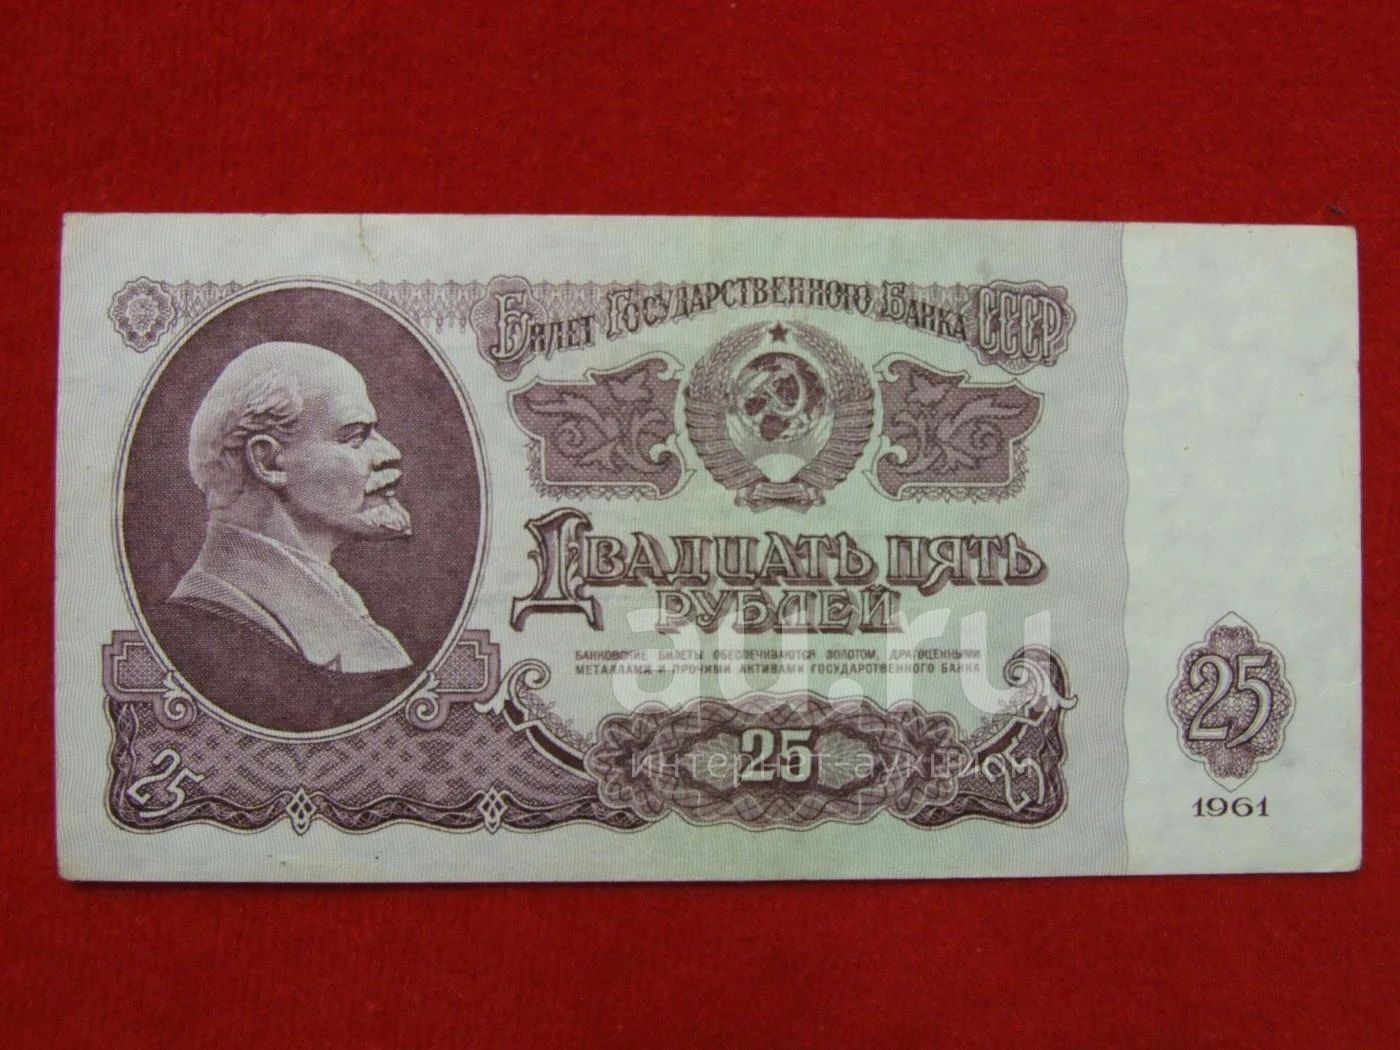 Билет Государственного Банка СССР
Двадцать пять
рублей
БАНКОВСКИЕ БИЛЕТЫ ОБЕСПЕЧИВАЮТСЯ ЗОЛОТОМ, ДРАГОЦЕННЫМИ
МЕТАЛЛАМИ И ПРОЧИМИ АКТИВАМИ ГОСУДАРСТВЕННОГО БАНКА
au.ru
интернет-аукцион
25
25
25
25
1961